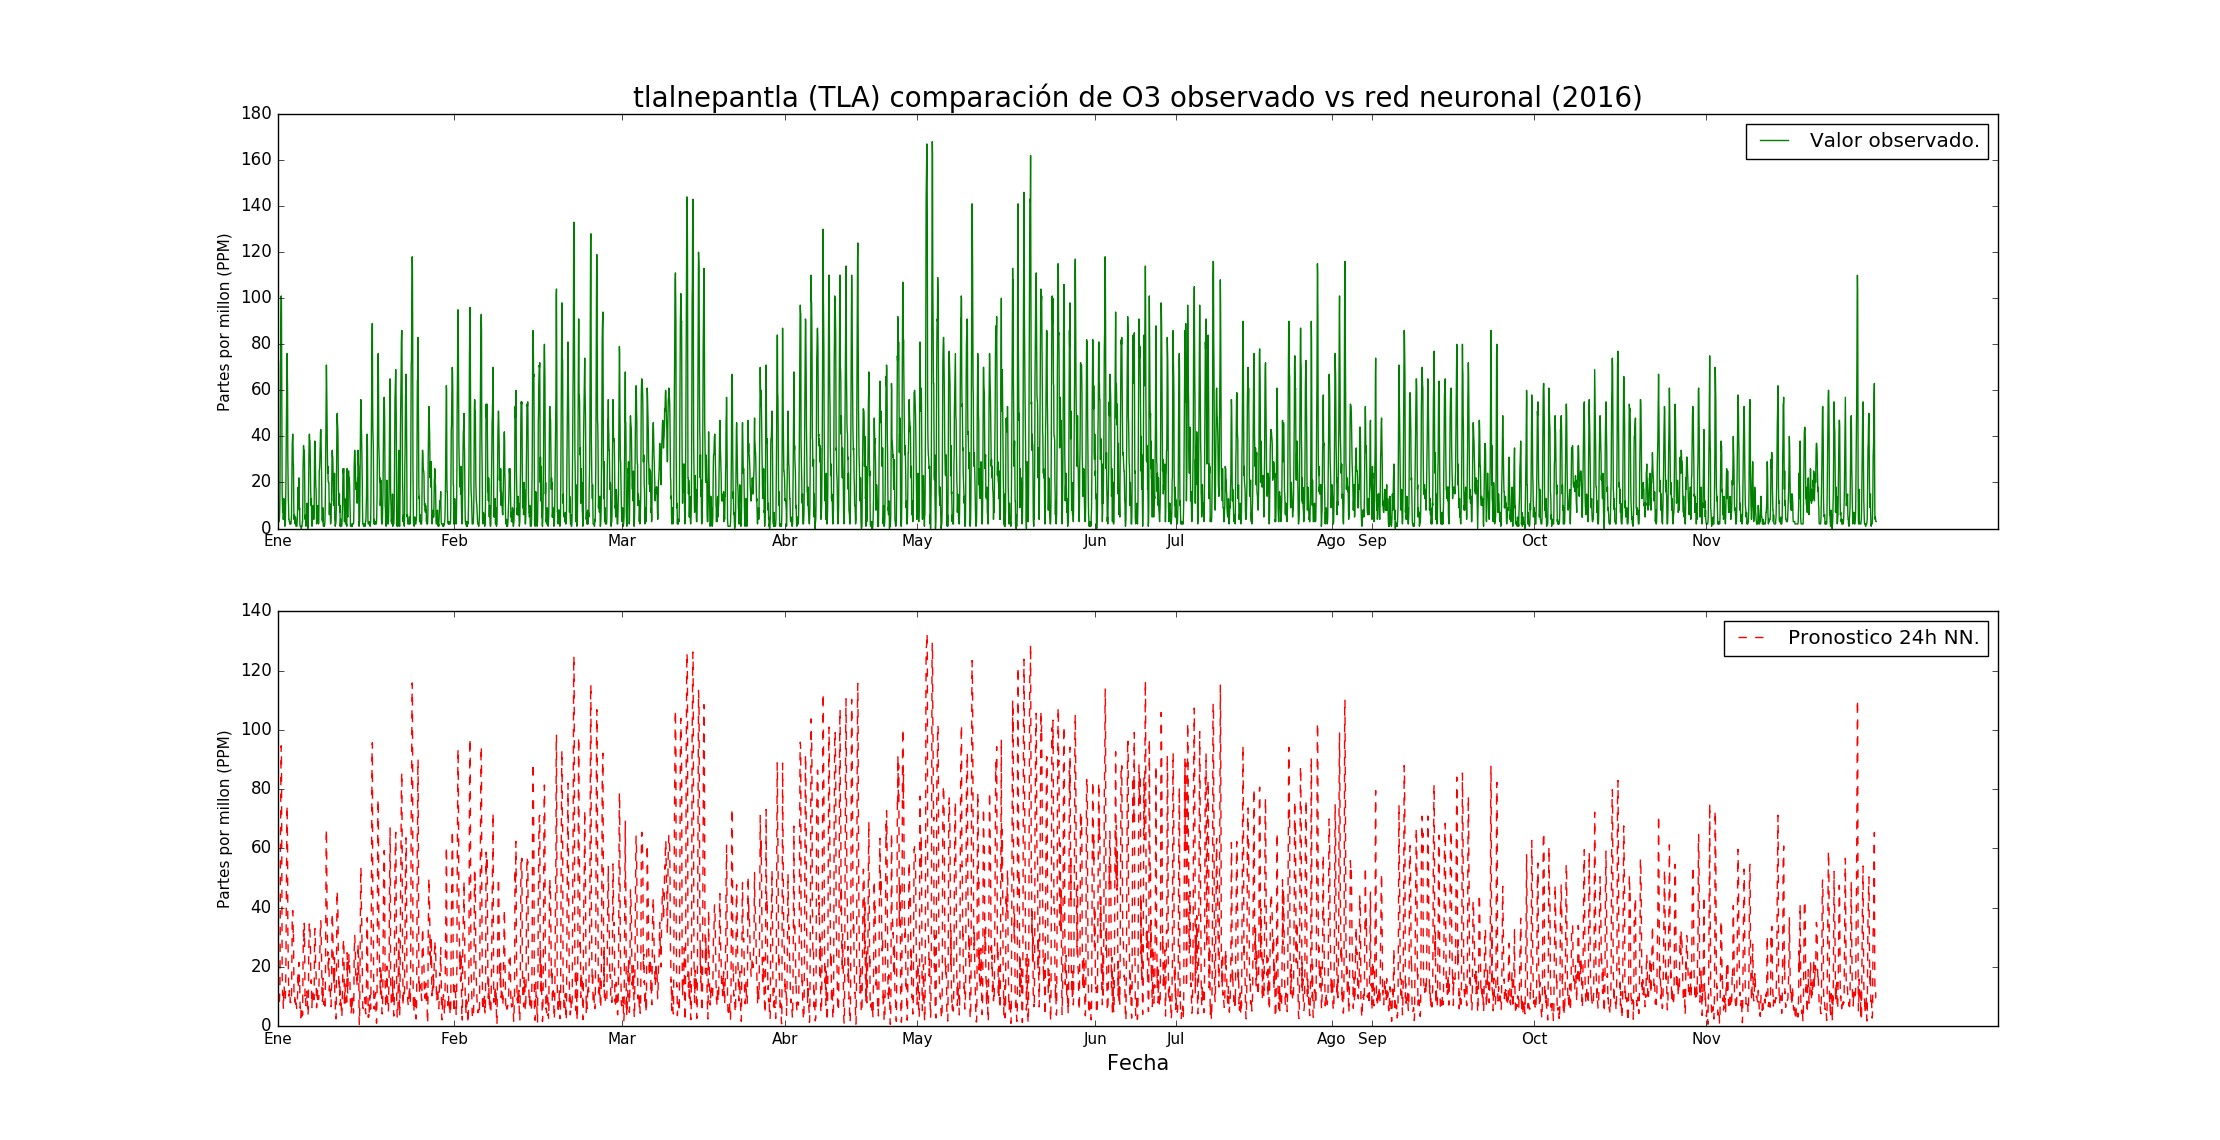 tlalnepantla (TLA) comparación de O3 observado vs red neuronal (2016)
180
160
140
120
100
80
60
40
20
0
Partes por millon (PPM)
Valor observado.
Ene Feb Mar Abr May Jun Jul Ago Sep Oct Nov
140
120
100
80
60
40
20
0
Partes por millon (PPM)
Pronostico 24h NN.
Ene Feb Mar Abr May Jun Jul Ago Sep Oct Nov
Fecha